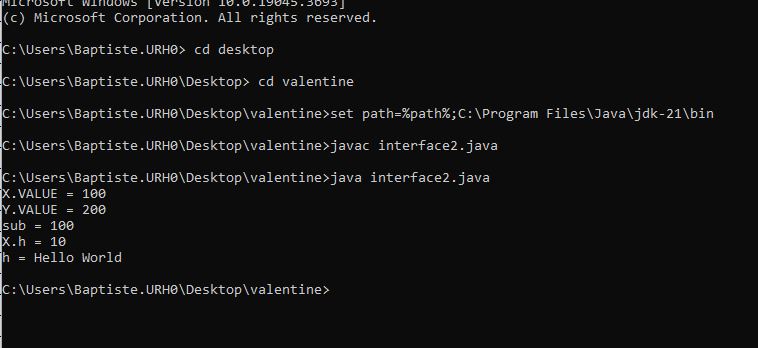 Microsoft Windows [Version 10.0.19045.3693]
(c) Microsoft Corporation. All rights reserved.
C:\Users\Baptiste.URH0> cd desktop
C:\Users\Baptiste.URH0\Desktop> cd valentine
C:\Users\Baptiste.URH0\Desktop\valentine>set path=%path%;C:\Program Files\Java\jdk-21\bin
C:\Users\Baptiste.URH0\Desktop\valentine>javac interface2.java
C:\Users\Baptiste.URH0\Desktop\valentine>java interface2.java
X.VALUE = 100
Y.VALUE = 200
sub = 100
X.h = 10
h = Hello World
C:\Users\Baptiste.URH0\Desktop\valentine>